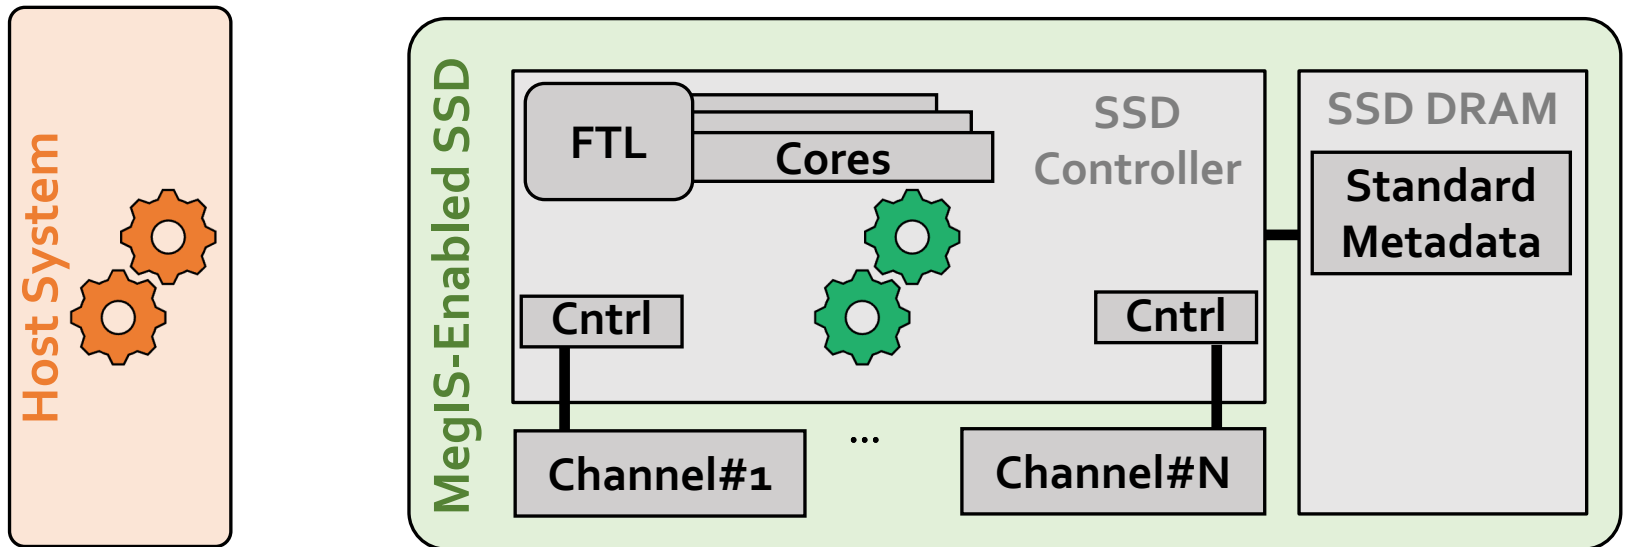 Host System
MegIS-Enabled SSD
FTL
Cores
SSD
Controller
SSD DRAM
Standard
Metadata
Cntrl
Cntrl
Channel#1
...
Channel#N